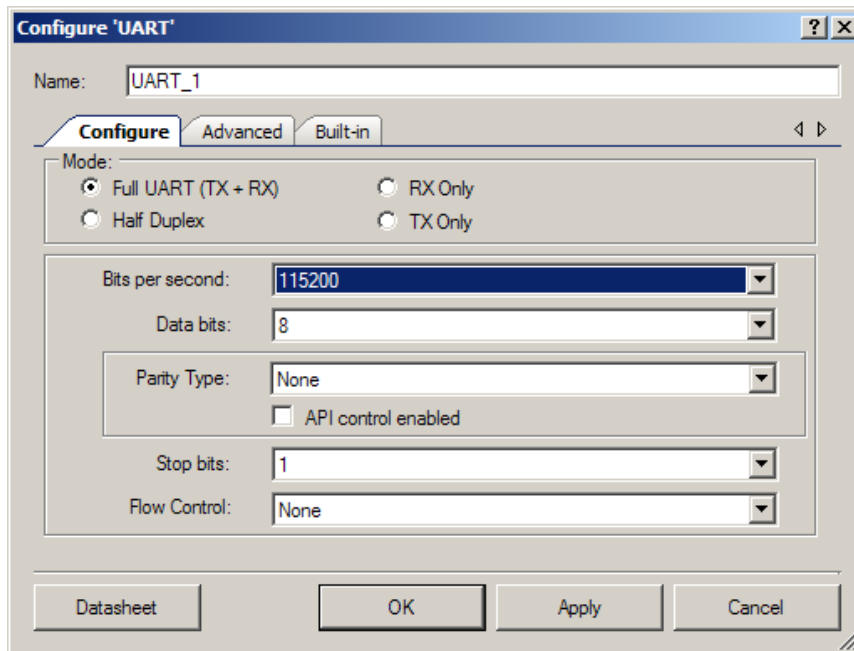 Configure 'UART'
Name: UART_1
Configure Advanced Built-in
Mode:
Full UART (TX + RX) RX Only
Half Duplex TX Only
Bits per second: 115200
Data bits: 8
Parity Type: None
API control enabled
Stop bits: 1
Flow Control: None
Datasheet OK Apply Cancel